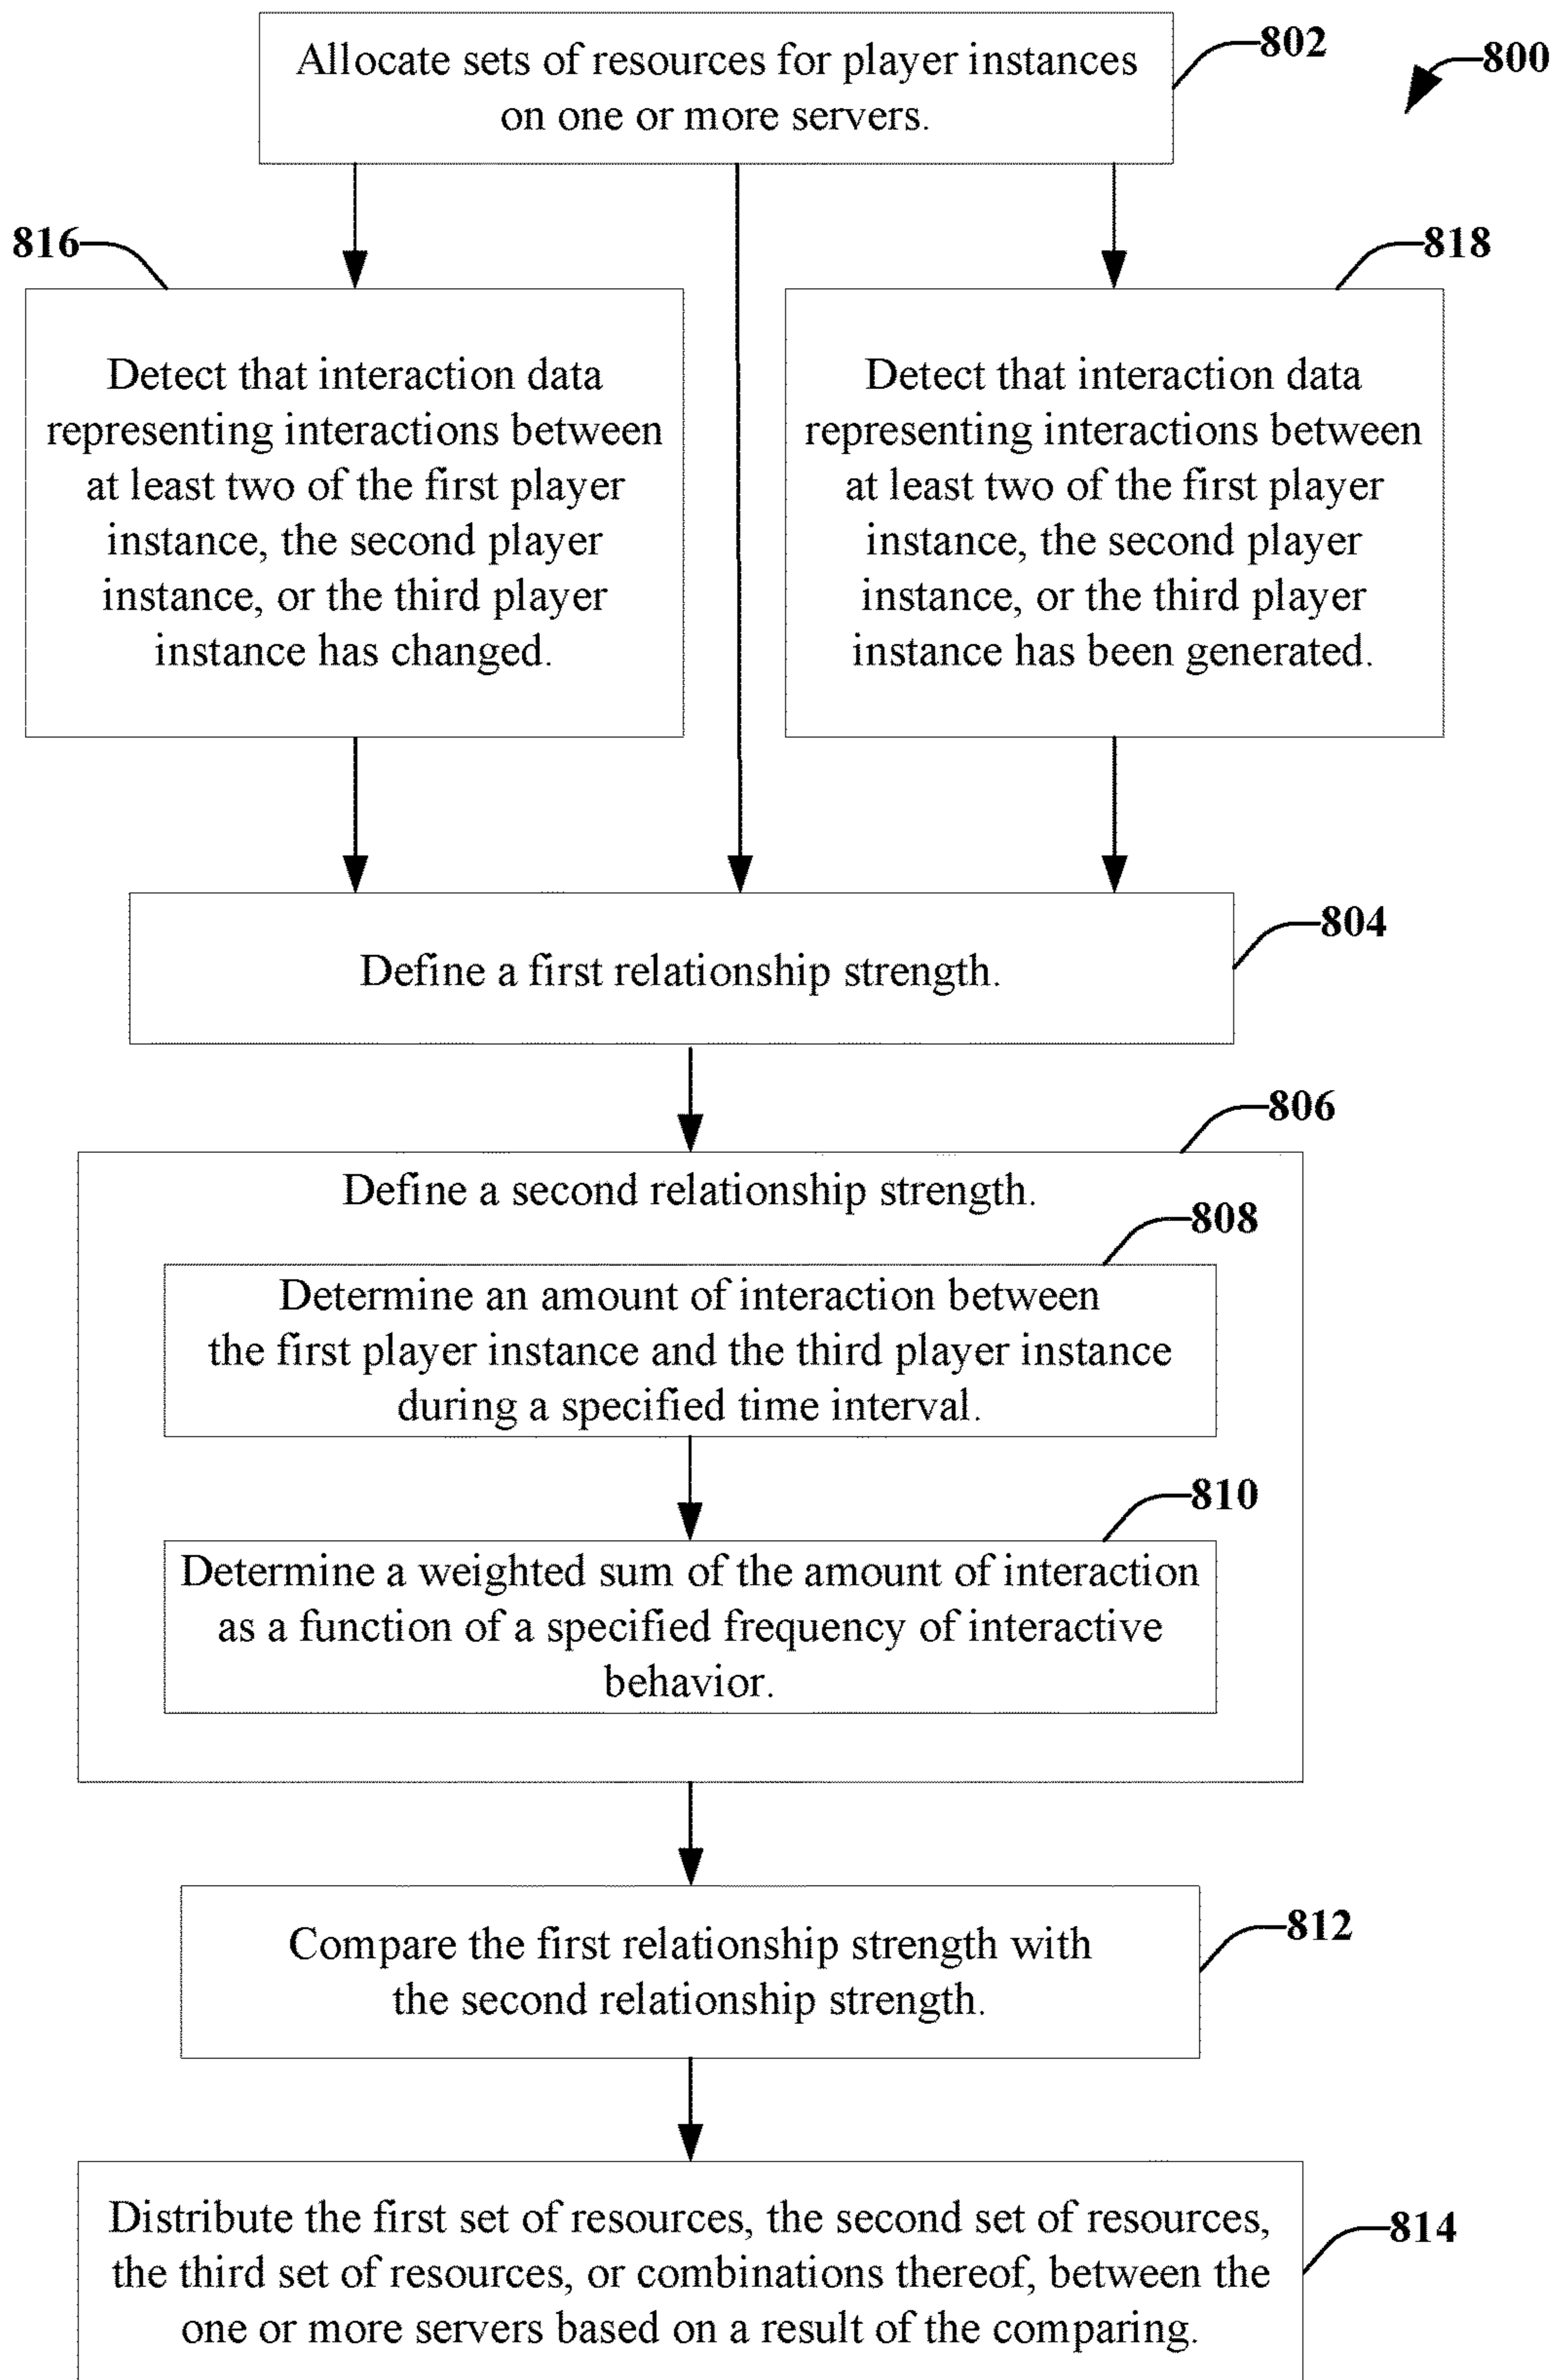 Allocate sets of resources for player instances
on one or more servers.
802
800
816
818
Detect that interaction data
representing interactions between
at least two of the first player
instance, the second player
instance, or the third player
instance has changed.
Detect that interaction data
representing interactions between
at least two of the first player
instance, the second player
instance, or the third player
instance has been generated.
804
Define a first relationship strength.
806
Define a second relationship strength.
808
Determine an amount of interaction between
the first player instance and the third player instance
during a specified time interval.
810
Determine a weighted sum of the amount of interaction
as a function of a specified frequency of interactive
behavior.
812
Compare the first relationship strength with
the second relationship strength.
814
Distribute the first set of resources, the second set of resources,
the third set of resources, or combinations thereof, between the
one or more servers based on a result of the comparing.